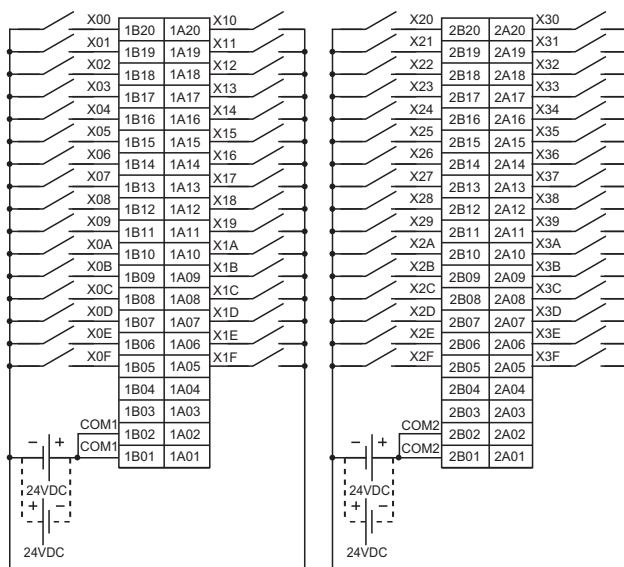 X00 1B20 1A20 X10 X20 2B20 2A20 X30
X01 1B19 1A19 X11 X21 2B19 2A19 X31
X02 1B18 1A18 X12 X22 2B18 2A18 X32
X03 1B17 1A17 X13 X23 2B17 2A17 X33
X04 1B16 1A16 X14 X24 2B16 2A16 X34
X05 1B15 1A15 X15 X25 2B15 2A15 X35
X06 1B14 1A14 X16 X26 2B14 2A14 X36
X07 1B13 1A13 X17 X27 2B13 2A13 X37
X08 1B12 1A12 X18 X28 2B12 2A12 X38
X09 1B11 1A11 X19 X29 2B11 2A11 X39
X0A 1B10 1A10 X1A X2A 2B10 2A10 X3A
X0B 1B09 1A09 X1B X2B 2B09 2A09 X3B
X0C 1B08 1A08 X1C X2C 2B08 2A08 X3C
X0D 1B07 1A07 X1D X2D 2B07 2A07 X3D
X0E 1B06 1A06 X1E X2E 2B06 2A06 X3E
X0F 1B05 1A05 X1F X2F 2B05 2A05 X3F
1B04 1A04 2B04 2A04
1B03 1A03 2B03 2A03
COM1 1B02 1A02 COM2 2B02 2A02
− + COM1 1B01 1A01 − + COM2 2B01 2A01
24VDC 24VDC
+ − + −
24VDC 24VDC